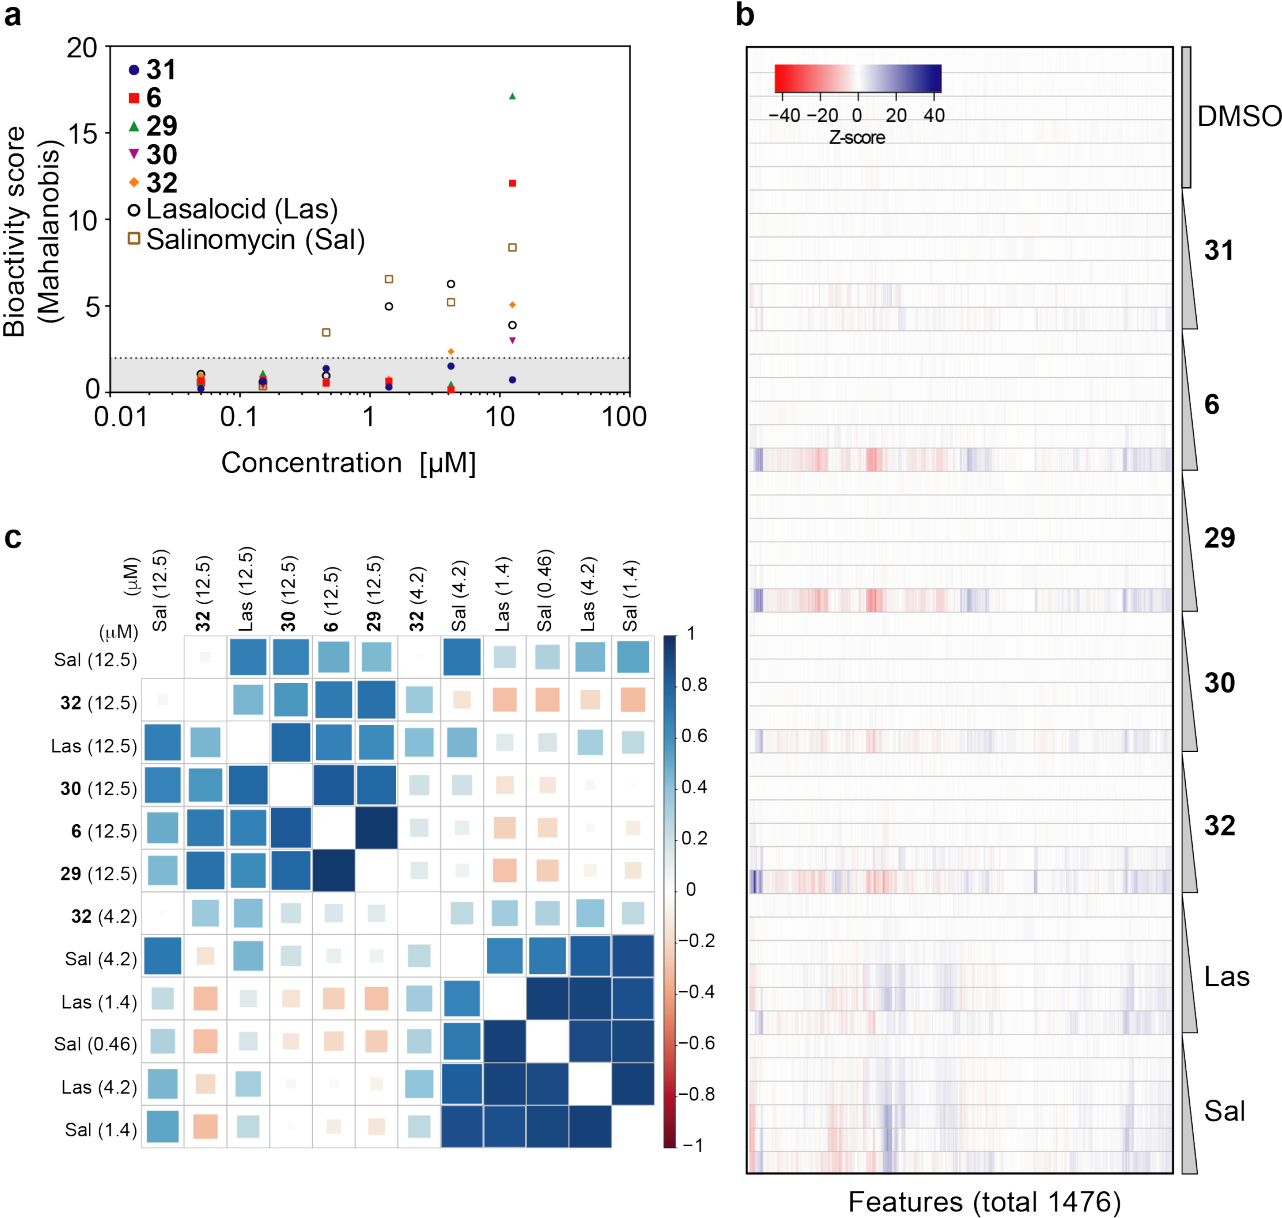 a
20
15
10
5
0
Bioactivity score
(Mahalanobis)
31
6
29
30
32
Lasalocid (Las)
Salinomycin (Sal)
0.01 0.1 1 10 100
Concentration [µM]
b
−40 −20 0 20 40
Z-score
DMSO
31
6
29
30
32
Las
Sal
Features (total 1476)
c
(µM)
Sal (12.5)
32 (12.5)
Las (12.5)
30 (12.5)
6 (12.5)
29 (12.5)
32 (4.2)
Sal (4.2)
Las (1.4)
Sal (0.46)
Las (4.2)
Sal (1.4)
(µM)
Sal (12.5)
32 (12.5)
Las (12.5)
30 (12.5)
6 (12.5)
29 (12.5)
32 (4.2)
Sal (4.2)
Las (1.4)
Sal (0.46)
Las (4.2)
Sal (1.4)
1
0.8
0.6
0.4
0.2
0
−0.2
−0.4
−0.6
−0.8
−1